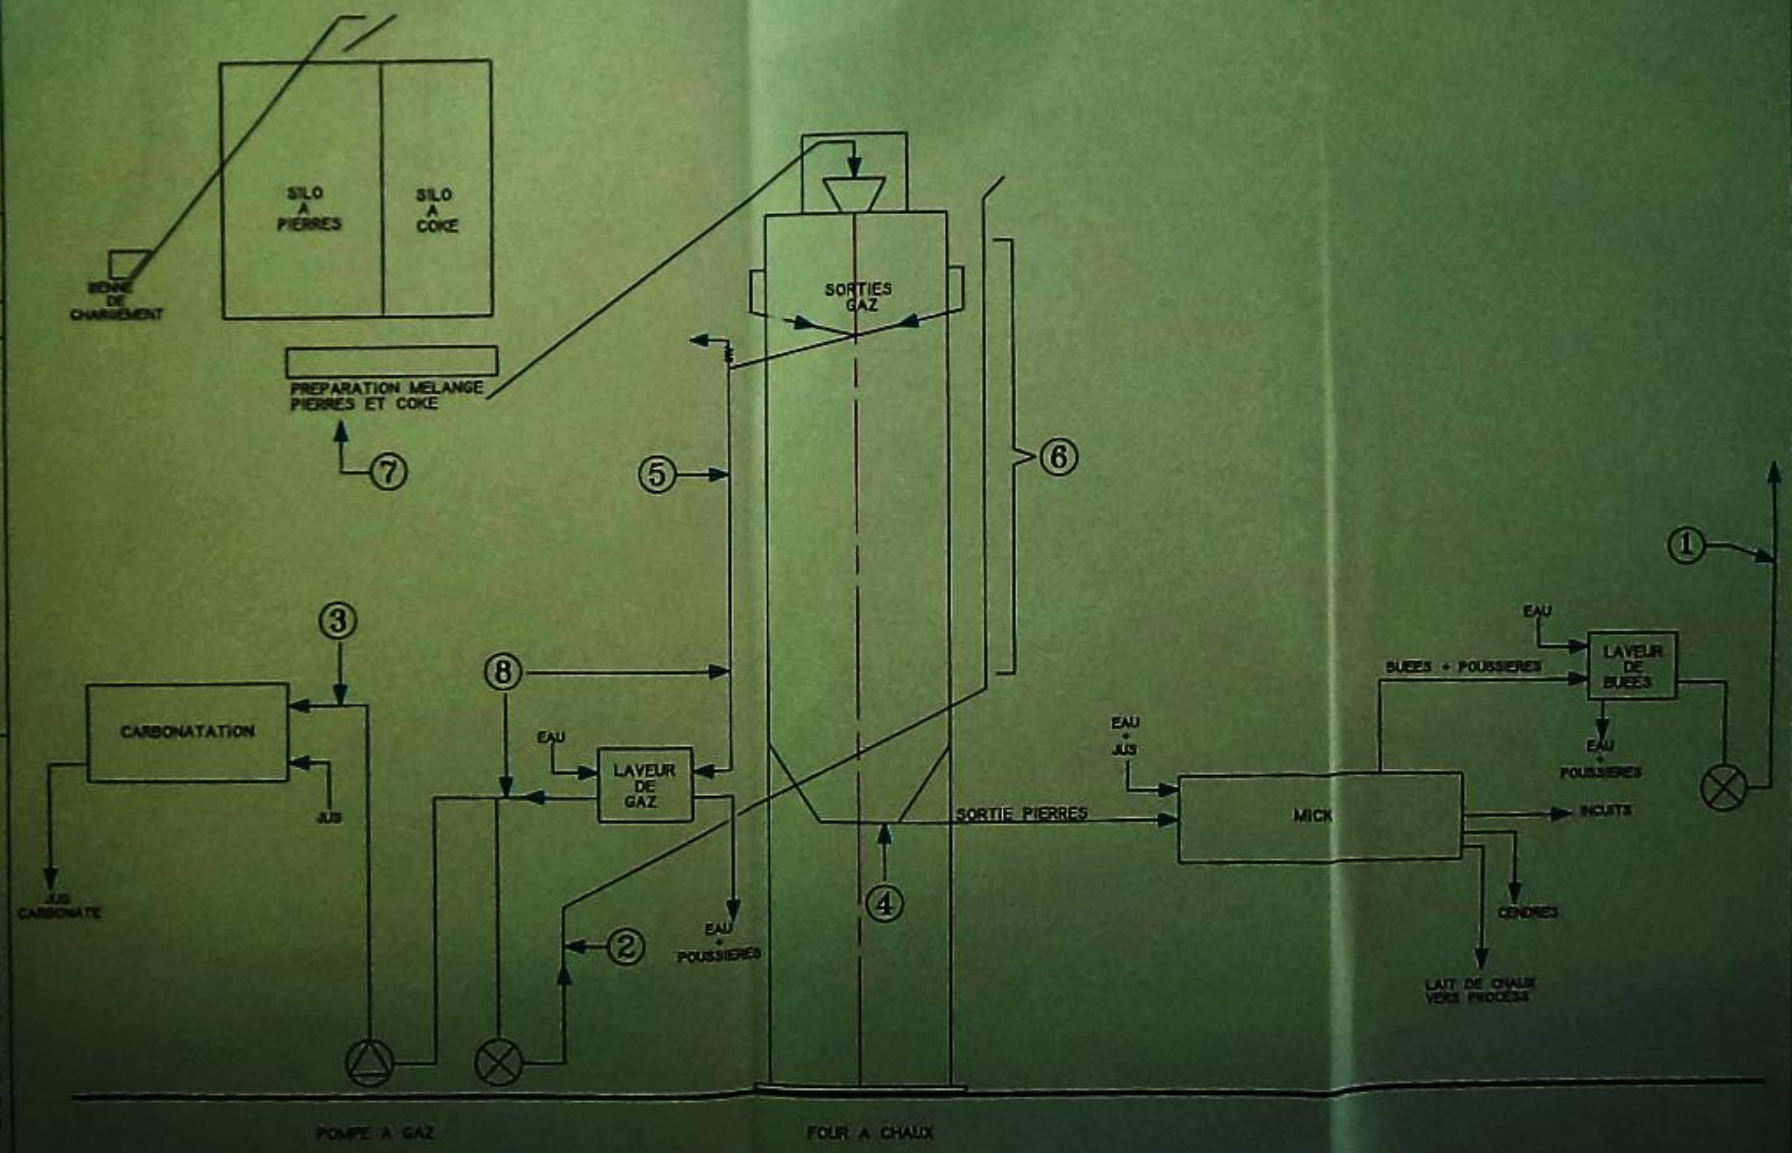 SILO
A
PIERRES
SILO
A
COKE
BENNE
DE
CHARGEMENT
PREPARATION MELANGE
PIERRES ET COKE
7
SORTIES
GAZ
5
6
1
3
8
CARBONATATION
JUS
JUS
CARBONATE
EAU
LAVEUR
DE
GAZ
EAU
+
POUSSIERES
2
4
SORTIE PIERRES
EAU
+
JUS
MICK
BUEES + POUSSIERES
EAU
LAVEUR
DE
BUEES
EAU
+
POUSSIERES
INCUITS
CENDRES
LAIT DE CHAUX
VERS PROCESS
POMPE A GAZ
FOUR A CHAUX